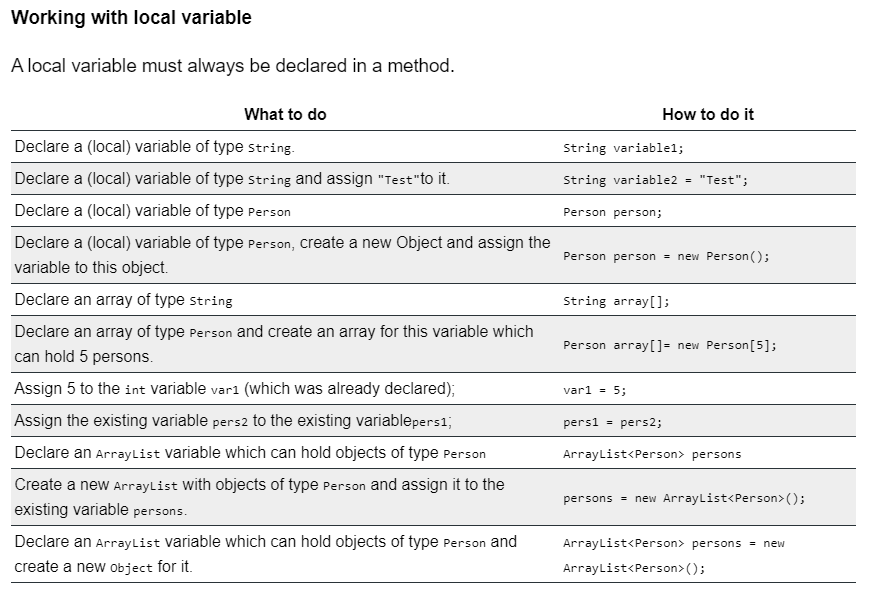 Working with local variable
A local variable must always be declared in a method.
What to do How to do it
Declare a (local) variable of type String. String variable1;
Declare a (local) variable of type String and assign "Test"to it. String variable2 = "Test";
Declare a (local) variable of type Person Person person;
Declare a (local) variable of type Person, create a new Object and assign the
variable to this object. Person person = new Person();
Declare an array of type String String array[];
Declare an array of type Person and create an array for this variable which
can hold 5 persons. Person array[]= new Person[5];
Assign 5 to the int variable var1 (which was already declared); var1 = 5;
Assign the existing variable pers2 to the existing variablepers1; pers1 = pers2;
Declare an ArrayList variable which can hold objects of type Person ArrayList<Person> persons
Create a new ArrayList with objects of type Person and assign it to the
existing variable persons. persons = new ArrayList<Person>();
Declare an ArrayList variable which can hold objects of type Person and ArrayList<Person> persons = new
create a new Object for it. ArrayList<Person>();